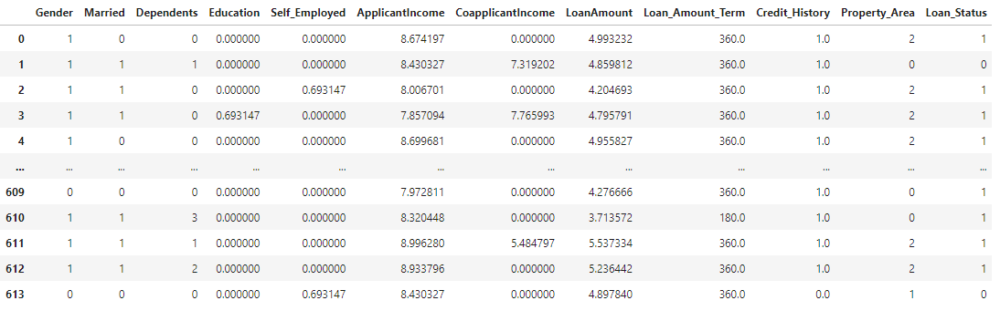 Gender Married Dependents Education Self_Employed ApplicantIncome CoapplicantIncome LoanAmount Loan_Amount_Term Credit_History Property_Area Loan_Status
0 1 0 0 0.000000 0.000000 8.674197 0.000000 4.993232 360.0 1.0 2 1
1 1 1 1 0.000000 0.000000 8.430327 7.319202 4.859812 360.0 1.0 0 0
2 1 1 0 0.000000 0.693147 8.006701 0.000000 4.204693 360.0 1.0 2 1
3 1 1 0 0.693147 0.000000 7.857094 7.765993 4.795791 360.0 1.0 2 1
4 1 0 0 0.000000 0.000000 8.699681 0.000000 4.955827 360.0 1.0 2 1
... ... ... ... ... ... ... ... ... ... ... ... ...
609 0 0 0 0.000000 0.000000 7.972811 0.000000 4.276666 360.0 1.0 0 1
610 1 1 3 0.000000 0.000000 8.320448 0.000000 3.713572 180.0 1.0 0 1
611 1 1 1 0.000000 0.000000 8.996280 5.484797 5.537334 360.0 1.0 2 1
612 1 1 2 0.000000 0.000000 8.933796 0.000000 5.236442 360.0 1.0 2 1
613 0 0 0 0.000000 0.693147 8.430327 0.000000 4.897840 360.0 0.0 1 0